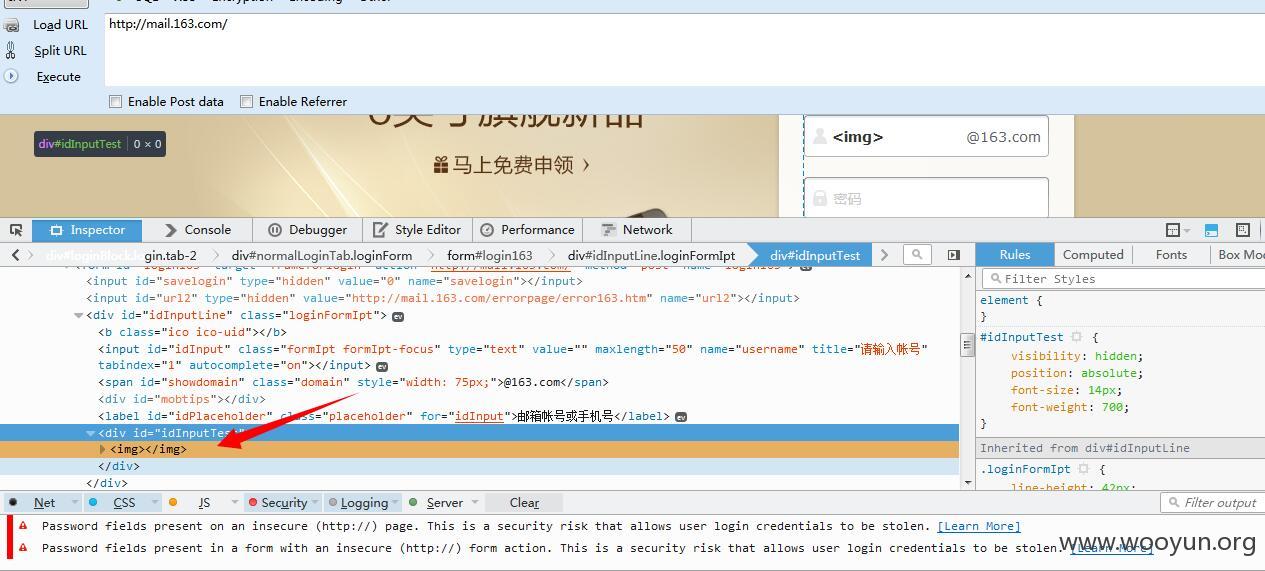 Load URL
http://mail.163.com/
Split URL
Execute
Enable Post data Enable Referrer
div#idInputTest | 0 × 0
<img> @163.com
马上免费申领 ›
密码
Inspector Console Debugger Style Editor Performance Network
div#loginBlock.lo gin.tab-2 div#normalLoginTab.loginForm form#login163 div#idInputLine.loginFormIpt div#idInputTest Rules Computed Fonts Box Mo
<input id="savelogin" type="hidden" value="0" name="savelogin"></input>
<input id="url2" type="hidden" value="http://mail.163.com/errorpage/error163.htm" name="url2"></input>
<div id="idInputLine" class="loginFormIpt"> ev
<b class="ico ico-uid"></b>
<input id="idInput" class="formIpt formIpt-focus" type="text" value="" maxlength="50" name="username" title="请输入帐号"
tabindex="1" autocomplete="on"></input> ev
<span id="showdomain" class="domain" style="width: 75px;">@163.com</span>
<div id="mobtips"></div>
<label id="idPlaceholder" class="placeholder" for="idInput">邮箱帐号或手机号</label> ev
<div id="idInputTest"
<img></img>
</div>
</div>
Filter Styles
element {
}
#idInputTest {
visibility: hidden;
position: absolute;
font-size: 14px;
font-weight: 700;
}
Inherited from div#idInputLine
.loginFormIpt {
line-height: 42px;
Net CSS JS Security Logging Server Clear Filter output
Password fields present on an insecure (http://) page. This is a security risk that allows user login credentials to be stolen. [Learn More]
Password fields present in a form with an insecure (http://) form action. This is a security risk that allows user login credentials to be stolen. [Learn More]
www.wooyun.org